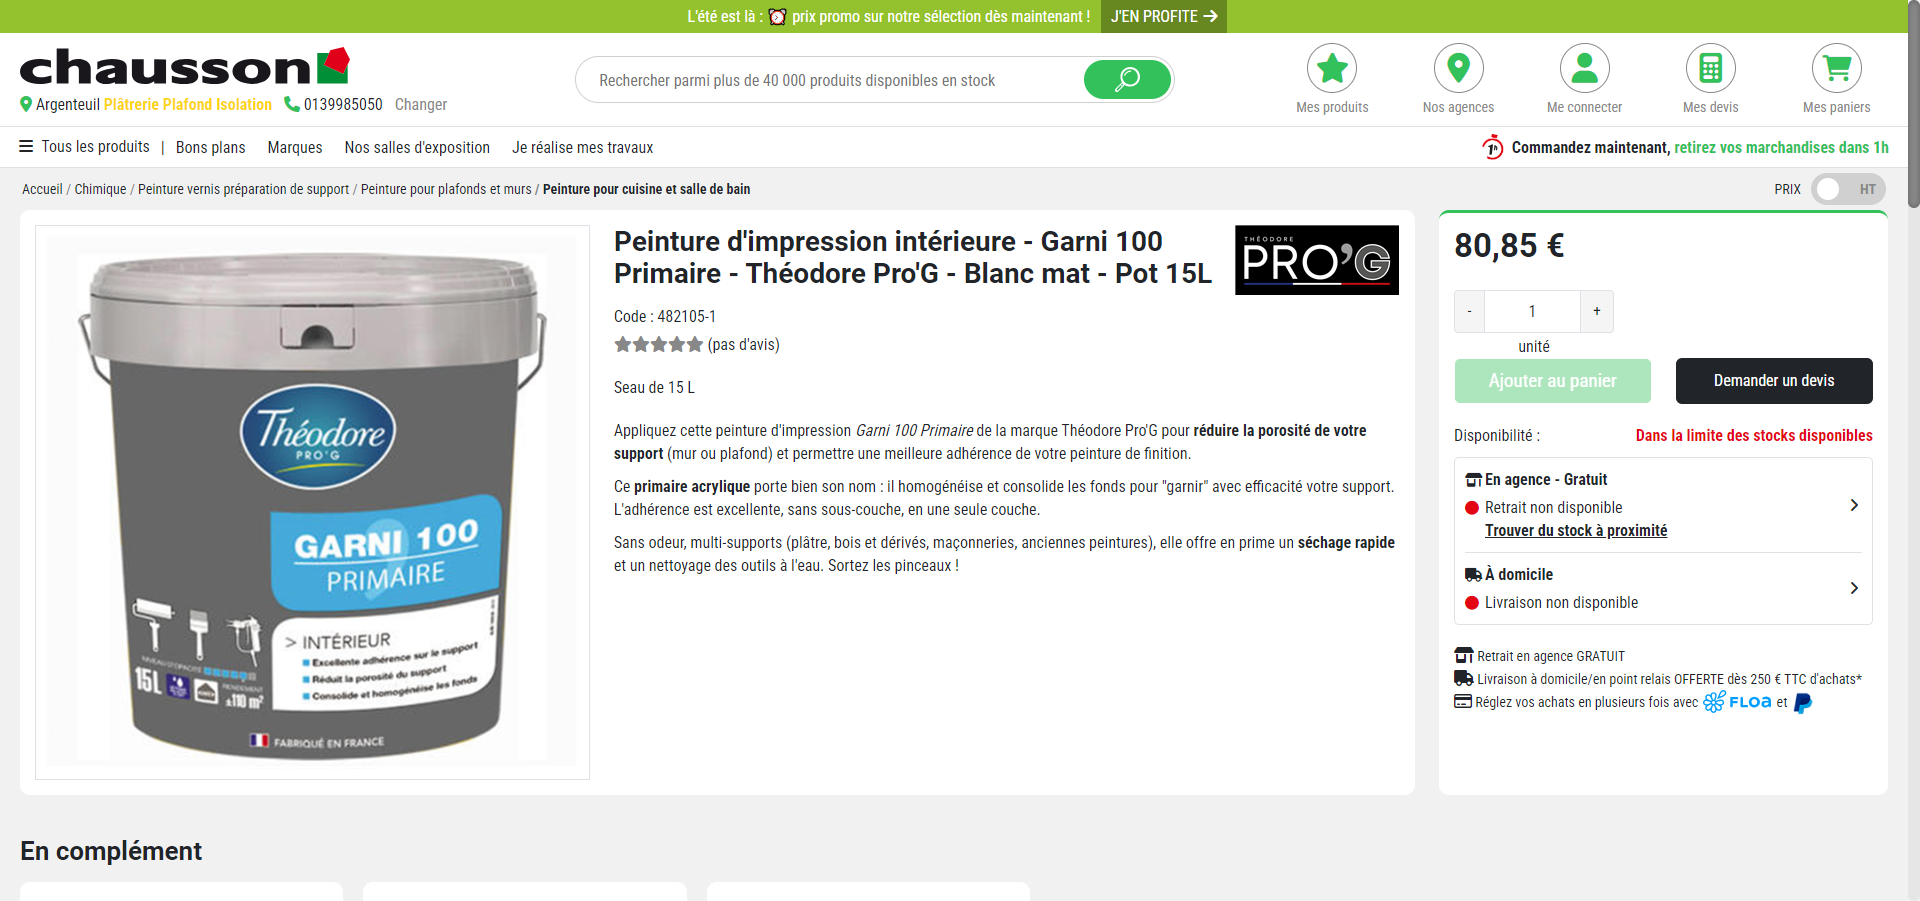 L'été est là : ⏰ prix promo sur notre sélection dès maintenant ! J'EN PROFITE →
chausson
Argenteuil Plâtrerie Plafond Isolation 0139985050 Changer
Rechercher parmi plus de 40 000 produits disponibles en stock
Mes produits
Nos agences
Me connecter
Mes devis
Mes paniers
Tous les produits | Bons plans Marques Nos salles d'exposition Je réalise mes travaux
1h Commandez maintenant, retirez vos marchandises dans 1h
Accueil / Chimique / Peinture vernis préparation de support / Peinture pour plafonds et murs / Peinture pour cuisine et salle de bain
PRIX HT
Théodore
PRO'G
GARNI 100
PRIMAIRE
> INTÉRIEUR
Excellente adhérence sur le support
Réduit la porosité du support
Consolide et homogénéise les fonds
NIVEAU D'OPACITÉ
15L
RENDEMENT
±110 m²
FABRIQUÉ EN FRANCE
Peinture d'impression intérieure - Garni 100
Primaire - Théodore Pro'G - Blanc mat - Pot 15L
THÉODORE
PRO'G
Code : 482105-1
(pas d'avis)
Seau de 15 L
Appliquez cette peinture d'impression Garni 100 Primaire de la marque Théodore Pro'G pour réduire la porosité de votre
support (mur ou plafond) et permettre une meilleure adhérence de votre peinture de finition.
Ce primaire acrylique porte bien son nom : il homogénéise et consolide les fonds pour "garnir" avec efficacité votre support.
L'adhérence est excellente, sans sous-couche, en une seule couche.
Sans odeur, multi-supports (plâtre, bois et dérivés, maçonneries, anciennes peintures), elle offre en prime un séchage rapide
et un nettoyage des outils à l'eau. Sortez les pinceaux !
80,85 €
- 1 +
unité
Ajouter au panier
Demander un devis
Disponibilité : Dans la limite des stocks disponibles
En agence - Gratuit
Retrait non disponible
Trouver du stock à proximité
À domicile
Livraison non disponible
Retrait en agence GRATUIT
Livraison à domicile/en point relais OFFERTE dès 250 € TTC d'achats*
Réglez vos achats en plusieurs fois avec FLOA et
En complément